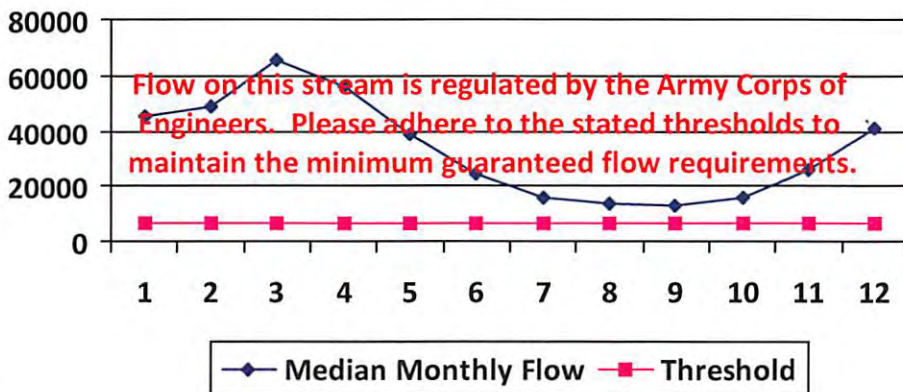 80000
60000
40000
20000
0
Flow on this stream is regulated by the Army Corps of
Engineers. Please adhere to the stated thresholds to
maintain the minimum guaranteed flow requirements.
1 2 3 4 5 6 7 8 9 10 11 12
Median Monthly Flow Threshold